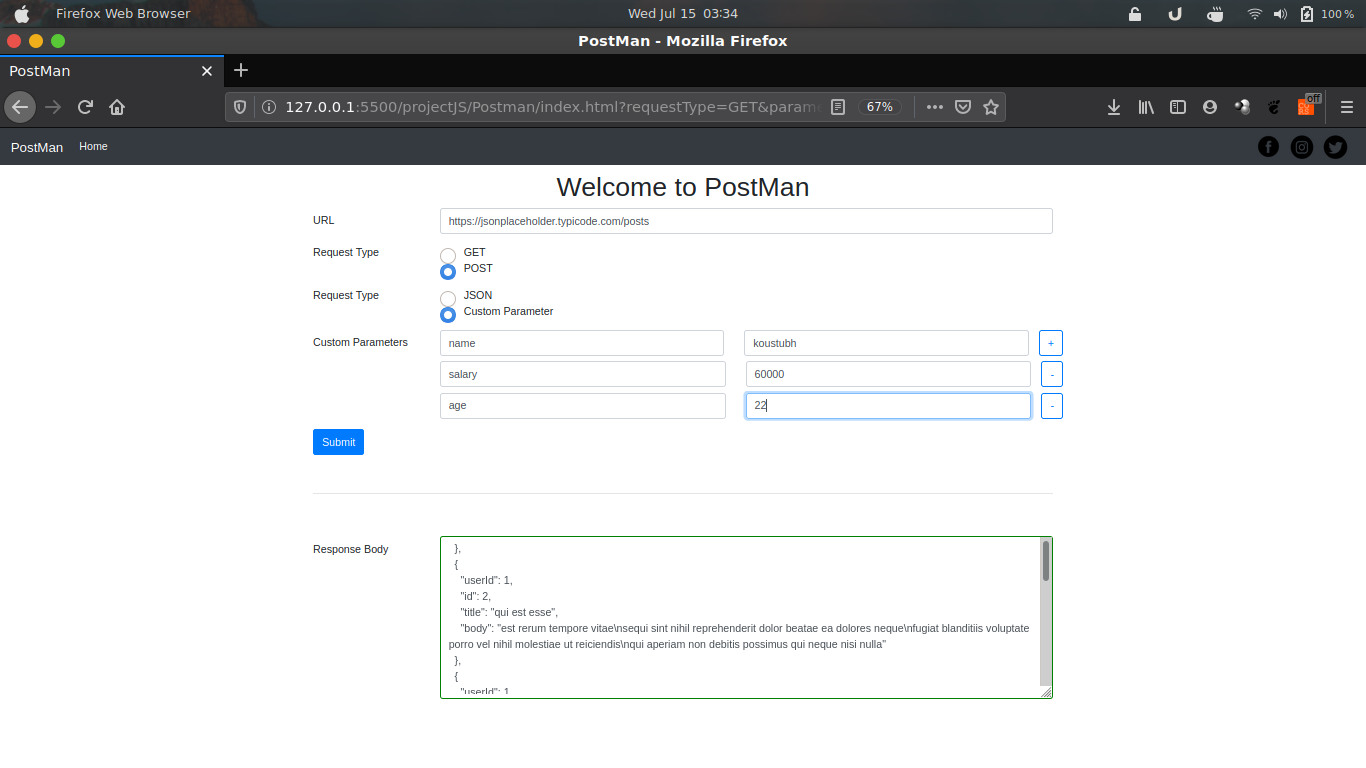 Firefox Web Browser
Wed Jul 15 03:34
100 %
PostMan - Mozilla Firefox
PostMan
127.0.0.1:5500/projectJS/Postman/index.html?requestType=GET&param
67%
off
PostMan Home
Welcome to PostMan
URL
https://jsonplaceholder.typicode.com/posts
Request Type
GET
POST
Request Type
JSON
Custom Parameter
Custom Parameters
name koustubh +
salary 60000 -
age 22 -
Submit
Response Body
},
{
"userId": 1,
"id": 2,
"title": "qui est esse",
"body": "est rerum tempore vitae\nsequi sint nihil reprehenderit dolor beatae ea dolores neque\nfugiat blanditiis voluptate
porro vel nihil molestiae ut reiciendis\nqui aperiam non debitis possimus qui neque nisi nulla"
},
{
"userId": 1